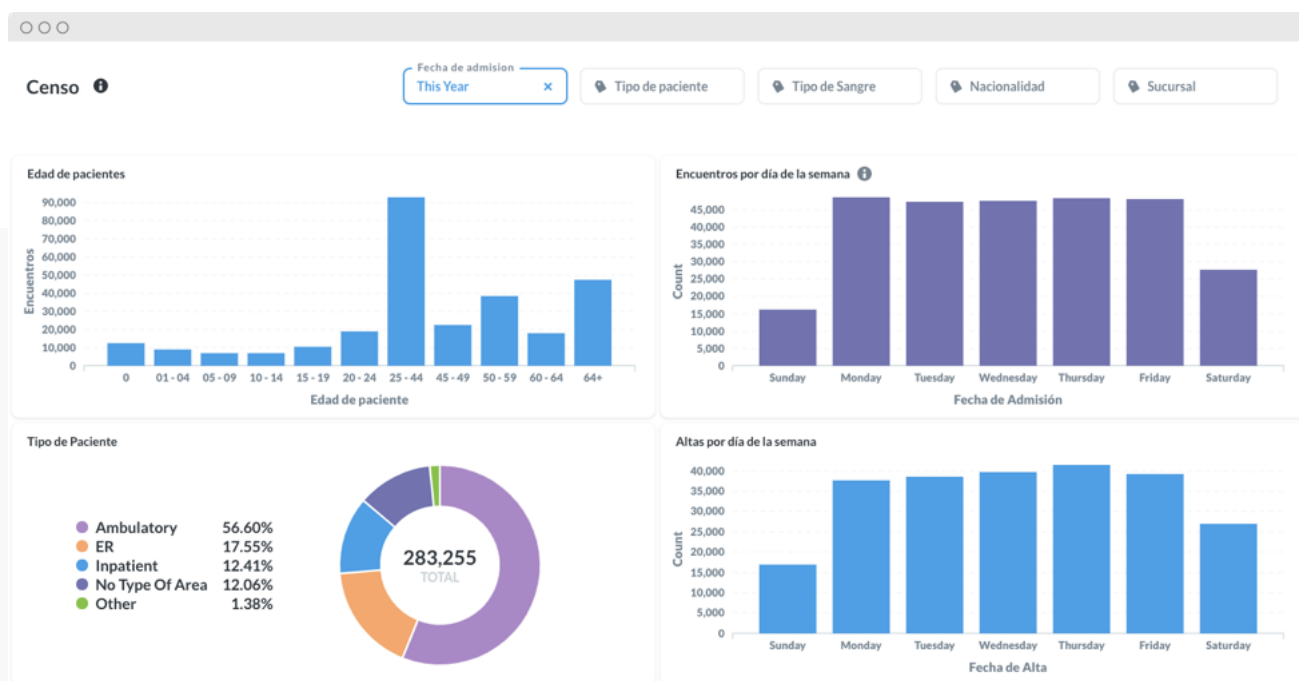 Censo
Fecha de admision
This Year ×
Tipo de paciente
Tipo de Sangre
Nacionalidad
Sucursal
Edad de pacientes
90,000
80,000
70,000
60,000
50,000
40,000
30,000
20,000
10,000
0
Encuentros
0 01 - 04 05 - 09 10 - 14 15 - 19 20 - 24 25 - 44 45 - 49 50 - 59 60 - 64 64+
Edad de paciente
Encuentros por día de la semana
45,000
40,000
35,000
30,000
25,000
20,000
15,000
10,000
5,000
0
Count
Sunday Monday Tuesday Wednesday Thursday Friday Saturday
Fecha de Admisión
Tipo de Paciente
Ambulatory 56.60%
ER 17.55%
Inpatient 12.41%
No Type Of Area 12.06%
Other 1.38%
283,255
TOTAL
Altas por día de la semana
40,000
35,000
30,000
25,000
20,000
15,000
10,000
5,000
0
Count
Sunday Monday Tuesday Wednesday Thursday Friday Saturday
Fecha de Alta